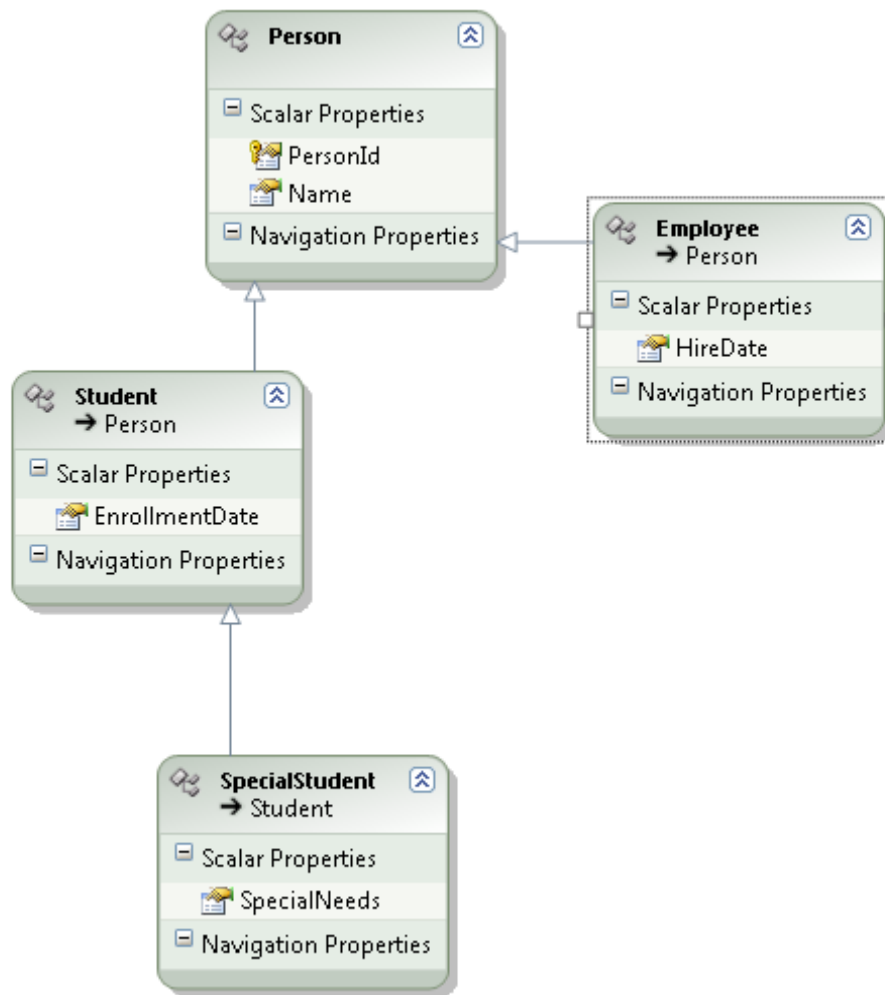 Person
Scalar Properties
PersonId
Name
Navigation Properties
Employee
➔ Person
Scalar Properties
HireDate
Navigation Properties
Student
➔ Person
Scalar Properties
EnrollmentDate
Navigation Properties
SpecialStudent
➔ Student
Scalar Properties
SpecialNeeds
Navigation Properties